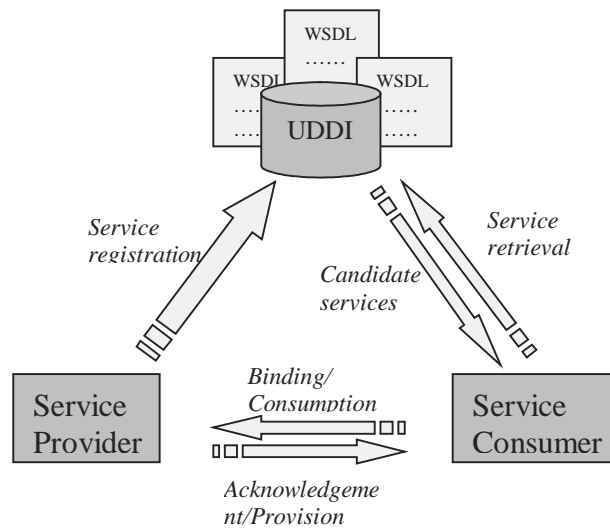 WSDL
......
WSDL
.....
.....
WSDL
.....
.....
UDDI
Service
registration
Service
retrieval
Candidate
services
Service
Provider
Binding/
Consumption
Service
Consumer
Acknowledgeme
nt/Provision